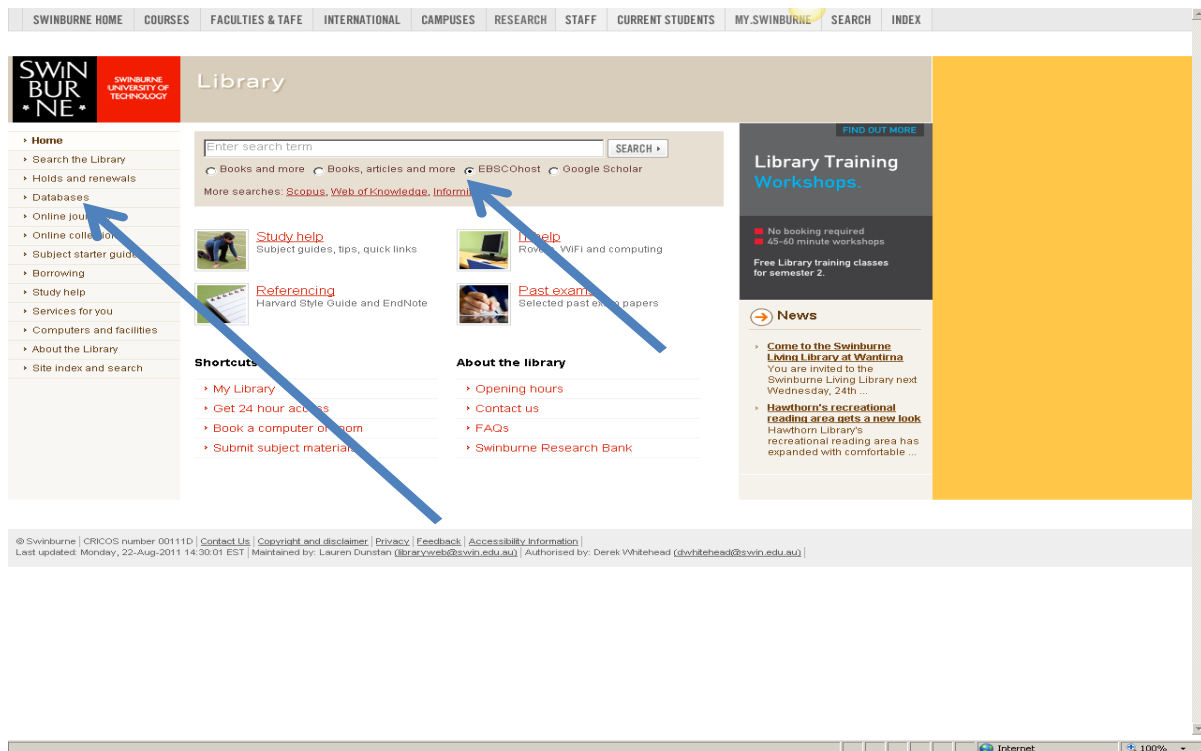 SWINBURNE HOME COURSES FACULTIES & TAFE INTERNATIONAL CAMPUSES RESEARCH STAFF CURRENT STUDENTS MY.SWINBURNE SEARCH INDEX
SWIN
BUR
*NE*
SWINBURNE
UNIVERSITY OF
TECHNOLOGY
Library
Home
Search the Library
Holds and renewals
Databases
Online
Online
Subject starter
Borrowing
Study help
Services for you
Computers and facilities
About the Library
Site index and search
Enter search term
SEARCH
Books and more Books, articles and more EBSCOhost Google Scholar
More searches: Scopus, Web of Knowledge,
Study help
Subject guides, tips, quick links
Referencing
Harvard Style Guide and EndNote
WiFi and computing
Past
Selected past papers
Shortcuts
My Library
Get 24 hour
Book a computer
Submit subject
About the library
Opening hours
Contact us
FAQs
Swinburne Research Bank
FIND OUT MORE
Library Training
Workshops.
No booking required
45-60 minute workshops
Free Library training classes
for semester 2.
News
Come to the Swinburne
Living Library at Wantirna
You are invited to the
Swinburne Living Library next
Wednesday, 24th ...
Hawthorn's recreational
reading area gets a new look
Hawthorn Library's
recreational reading area has
expanded with comfortable ...
© Swinburne | CRICOS number 00111D | Contact Us | Copyright and disclaimer | Privacy | Feedback | Accessibility Information |
Last updated: Monday, 22-Aug-2011 14:30:01 EST | Maintained by: Lauren Dunstan (libraryweb@swin.edu.au) | Authorised by: Derek Whitehead (dwhitehead@swin.edu.au) |
Internet
100%